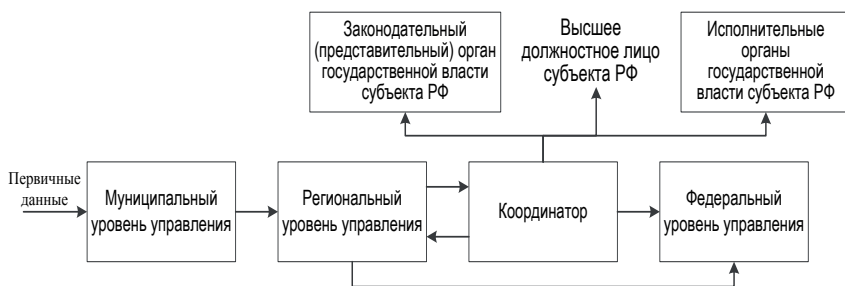 Законодательный
(представительный) орган
государственной власти
субъекта РФ
Высшее
должностное лицо
субъекта РФ
Исполнительные
органы
государственной
власти субъекта РФ
Первичные
данные
Муниципальный
уровень управления
Региональный
уровень управления
Координатор
Федеральный
уровень управления